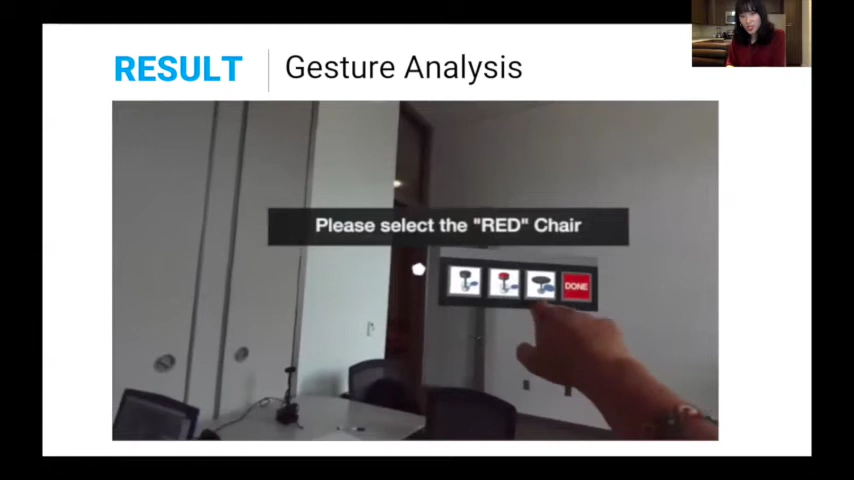 RESULT
Gesture Analysis
Please select the "RED" Chair
DONE